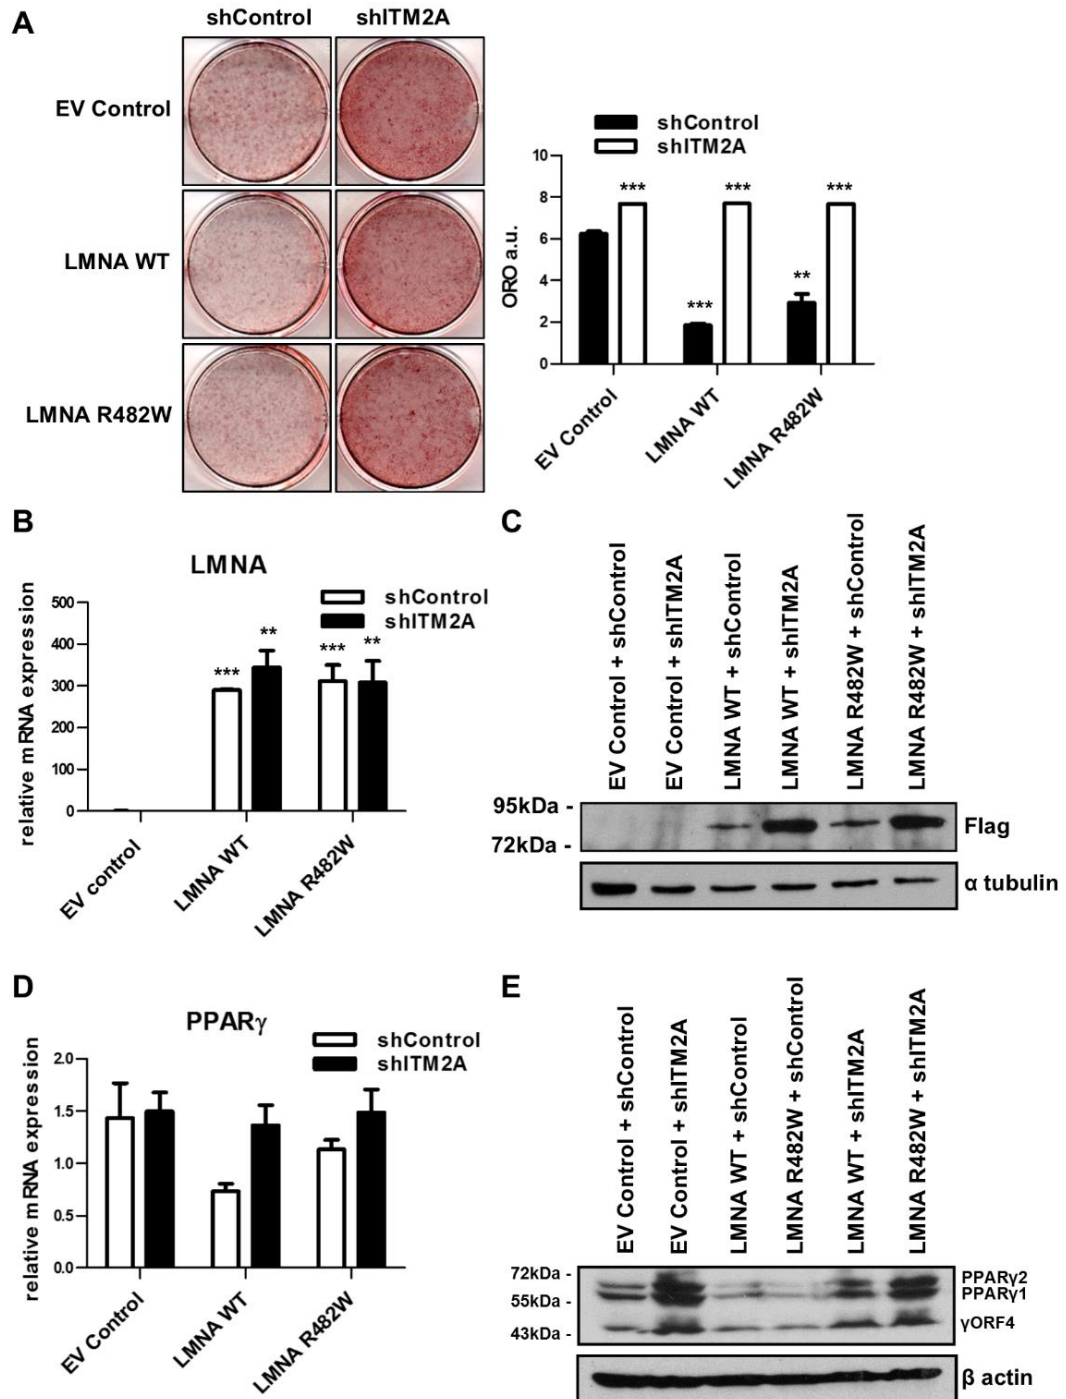 A
shControl
shITM2A
EV Control
LMNA WT
LMNA R482W
shControl
shITM2A
10
8
6
4
2
0
ORO a.u.
***
***
***
***
**
EV Control
LMNA WT
LMNA R482W
B
LMNA
shControl
shITM2A
relative mRNA expression
500
400
300
200
100
0
***
**
***
**
EV control
LMNA WT
LMNA R482W
C
EV Control + shControl
EV Control + shITM2A
LMNA WT + shControl
LMNA WT + shITM2A
LMNA R482W + shControl
LMNA R482W + shITM2A
95kDa -
72kDa -
Flag
α tubulin
D
PPARγ
shControl
shITM2A
relative mRNA expression
2.0
1.5
1.0
0.5
0.0
EV Control
LMNA WT
LMNA R482W
E
EV Control + shControl
EV Control + shITM2A
LMNA WT + shControl
LMNA R482W + shControl
LMNA WT + shITM2A
LMNA R482W + shITM2A
72kDa -
55kDa -
43kDa -
PPARγ2
PPARγ1
γORF4
β actin